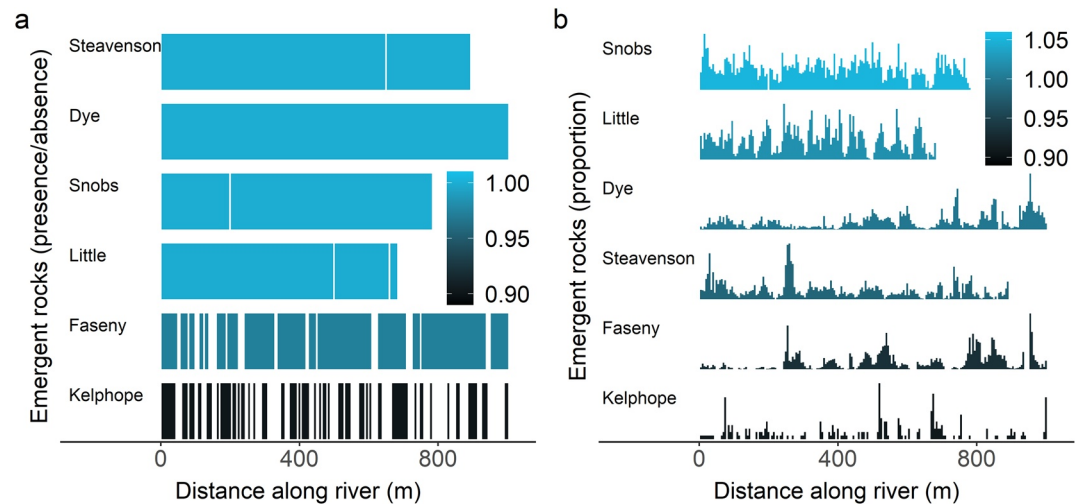 a
Emergent rocks (presence/absence)
Steavenson
Dye
Snobs
Little
Faseny
Kelphope
1.00
0.95
0.90
0
400
800
Distance along river (m)
b
Emergent rocks (proportion)
Snobs
Little
Dye
Steavenson
Faseny
Kelphope
1.05
1.00
0.95
0.90
0
400
800
Distance along river (m)